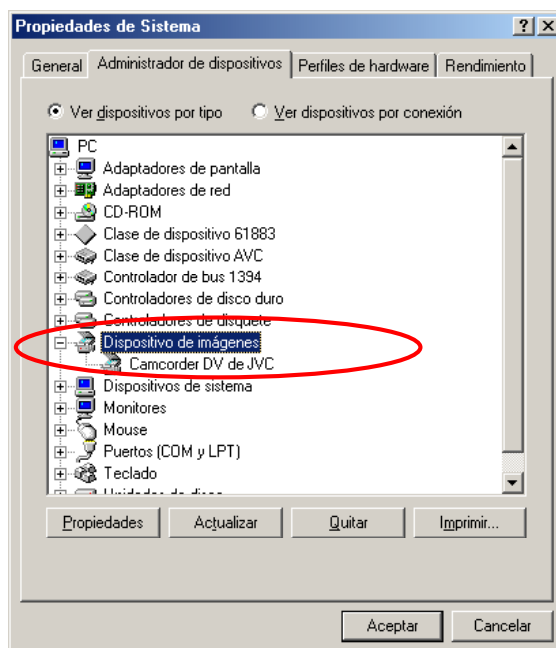 Propiedades de Sistema
General Administrador de dispositivos Perfiles de hardware Rendimiento
Ver dispositivos por tipo Ver dispositivos por conexión
PC
Adaptadores de pantalla
Adaptadores de red
CD-ROM
Clase de dispositivo 61883
Clase de dispositivo AVC
Controlador de bus 1394
Controladores de disco duro
Controladores de disquete
Dispositivo de imágenes
Camcorder DV de JVC
Dispositivos de sistema
Monitores
Mouse
Puertos (COM y LPT)
Teclado
Unidades de disco
Propiedades Actualizar Quitar Imprimir...
Aceptar Cancelar